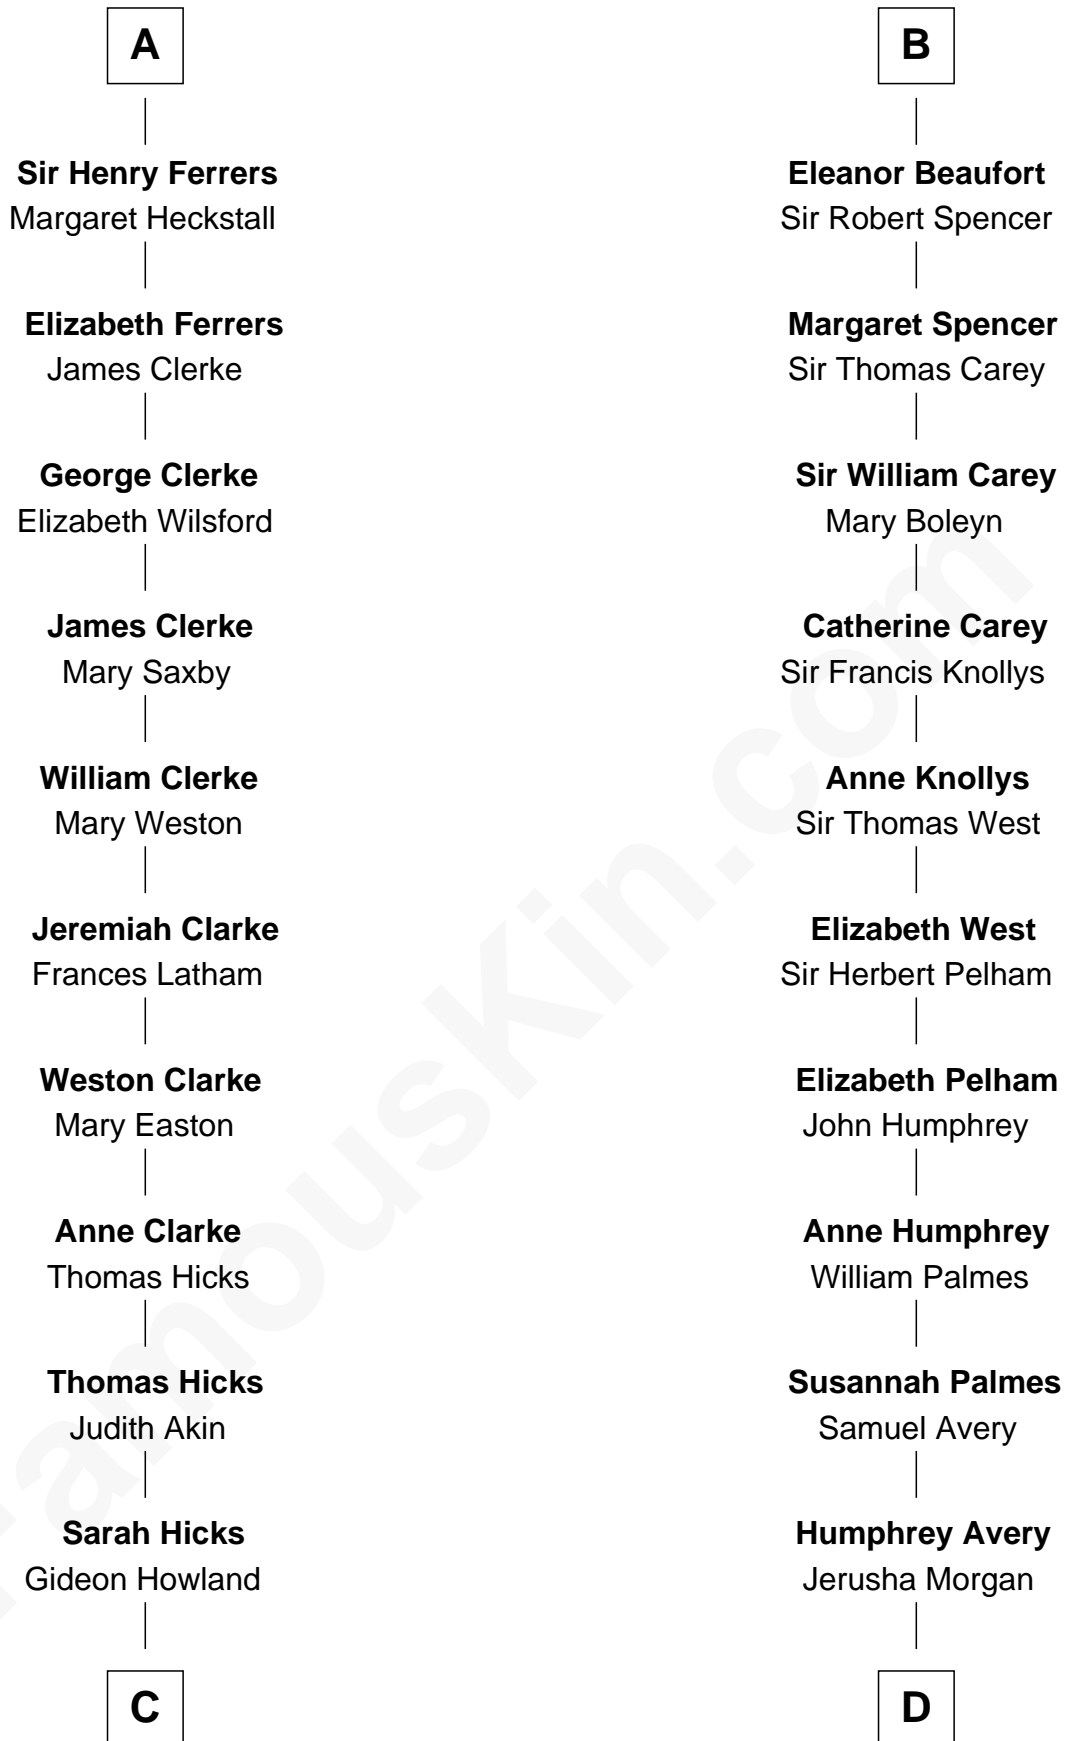 A
Sir Henry Ferrers
Margaret Heckstall
Elizabeth Ferrers
James Clerke
George Clerke
Elizabeth Wilsford
James Clerke
Mary Saxby
William Clerke
Mary Weston
Jeremiah Clarke
Frances Latham
Weston Clarke
Mary Easton
Anne Clarke
Thomas Hicks
Thomas Hicks
Judith Akin
Sarah Hicks
Gideon Howland
C
B
Eleanor Beaufort
Sir Robert Spencer
Margaret Spencer
Sir Thomas Carey
Sir William Carey
Mary Boleyn
Catherine Carey
Sir Francis Knollys
Anne Knollys
Sir Thomas West
Elizabeth West
Sir Herbert Pelham
Elizabeth Pelham
John Humphrey
Anne Humphrey
William Palmes
Susannah Palmes
Samuel Avery
Humphrey Avery
Jerusha Morgan
D
FamousKin.com